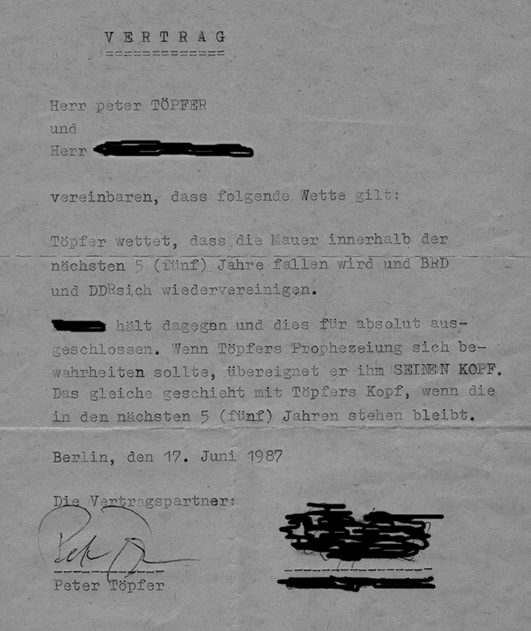 V E R T R A G
=============
Herr peter TÖPFER
und
Herr
vereinbaren, dass folgende Wette gilt:
Töpfer wettet, dass die Mauer innerhalb der
nächsten 5 (fünf) Jahre fallen wird und BRD
und DDRsich wiedervereinigen.
hält dagegen und dies für absolut aus-
geschlossen. Wenn Töpfers Prophezeiung sich be-
wahrheiten sollte, übereignet er ihm SEINEN KOPF.
Das gleiche geschieht mit Töpfers Kopf, wenn die
in den nächsten 5 (fünf) Jahren stehen bleibt.
Berlin, den 17. Juni 1987
Die Vertragspartner:
Peter Töpfer